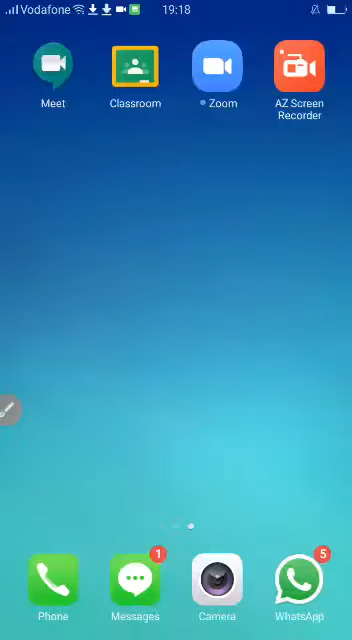 Vodafone 19:18
Meet Classroom Zoom AZ Screen
Recorder
1 5
Phone Messages Camera WhatsApp